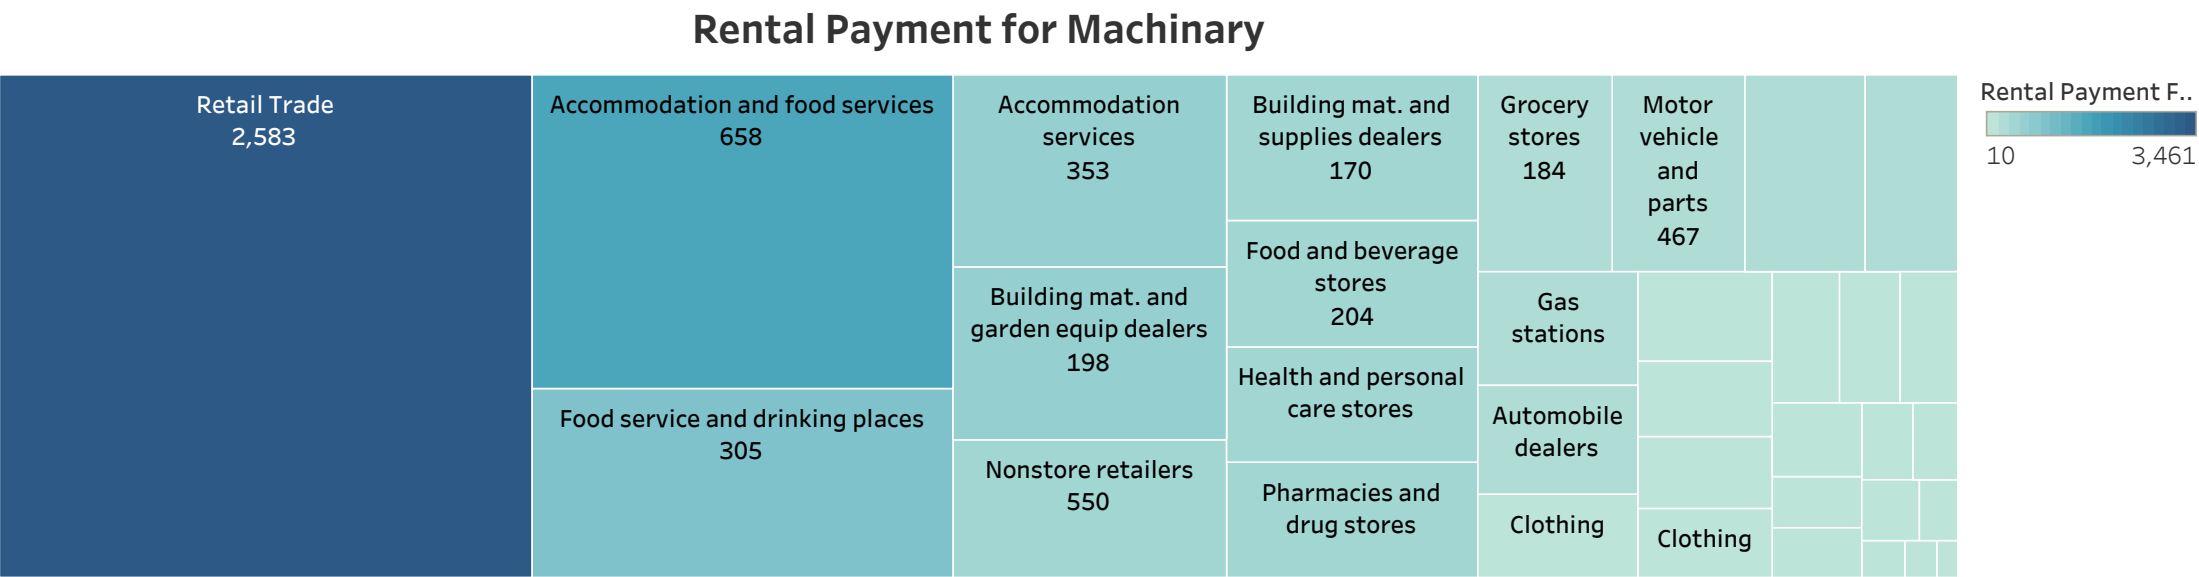 Rental Payment for Machinary
Retail Trade
2,583
Accommodation and food services
658
Food service and drinking places
305
Accommodation
services
353
Building mat. and
garden equip dealers
198
Nonstore retailers
550
Building mat. and
supplies dealers
170
Food and beverage
stores
204
Health and personal
care stores
Pharmacies and
drug stores
Grocery
stores
184
Motor
vehicle
and
parts
467
Gas
stations
Automobile
dealers
Clothing
Clothing
Rental Payment F..
10
3,461